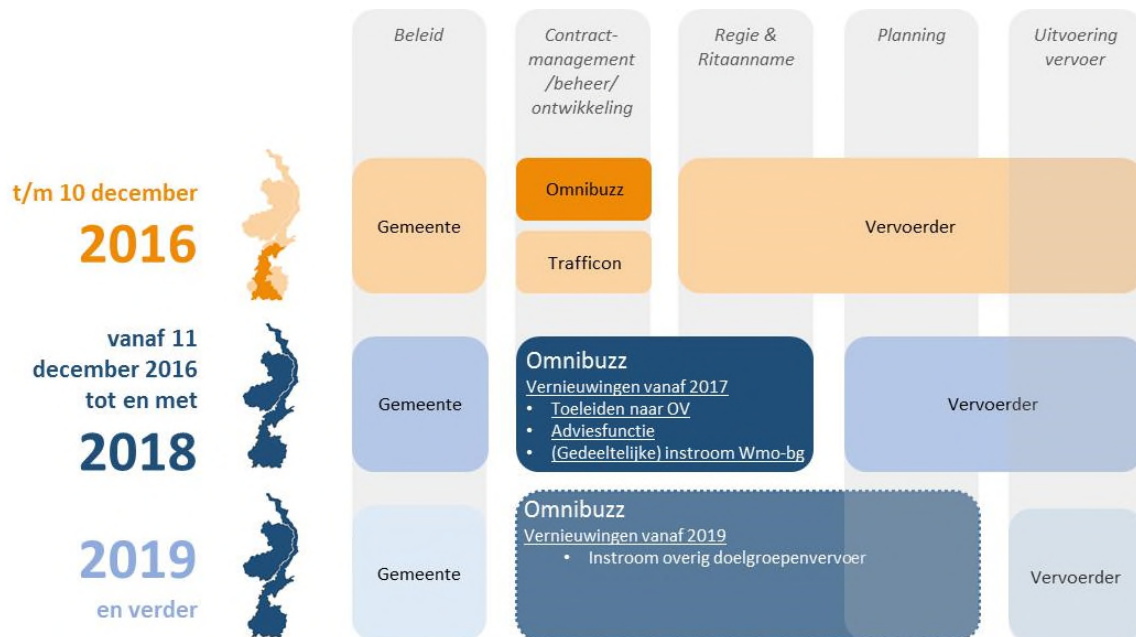 Beleid
Contract-
management
/beheer/
ontwikkeling
Regie &
Ritaanname
Planning
Uitvoering
vervoer
t/m 10 december
2016
Gemeente
Omnibuzz
Trafficon
Vervoerder
vanaf 11
december 2016
tot en met
2018
Gemeente
Omnibuzz
Vernieuwingen vanaf 2017
• Toeleiden naar OV
• Adviesfunctie
• (Gedeeltelijke) instroom Wmo-bg
Vervoerder
2019
en verder
Gemeente
Omnibuzz
Vernieuwingen vanaf 2019
• Instroom overig doelgroepenvervoer
Vervoerder